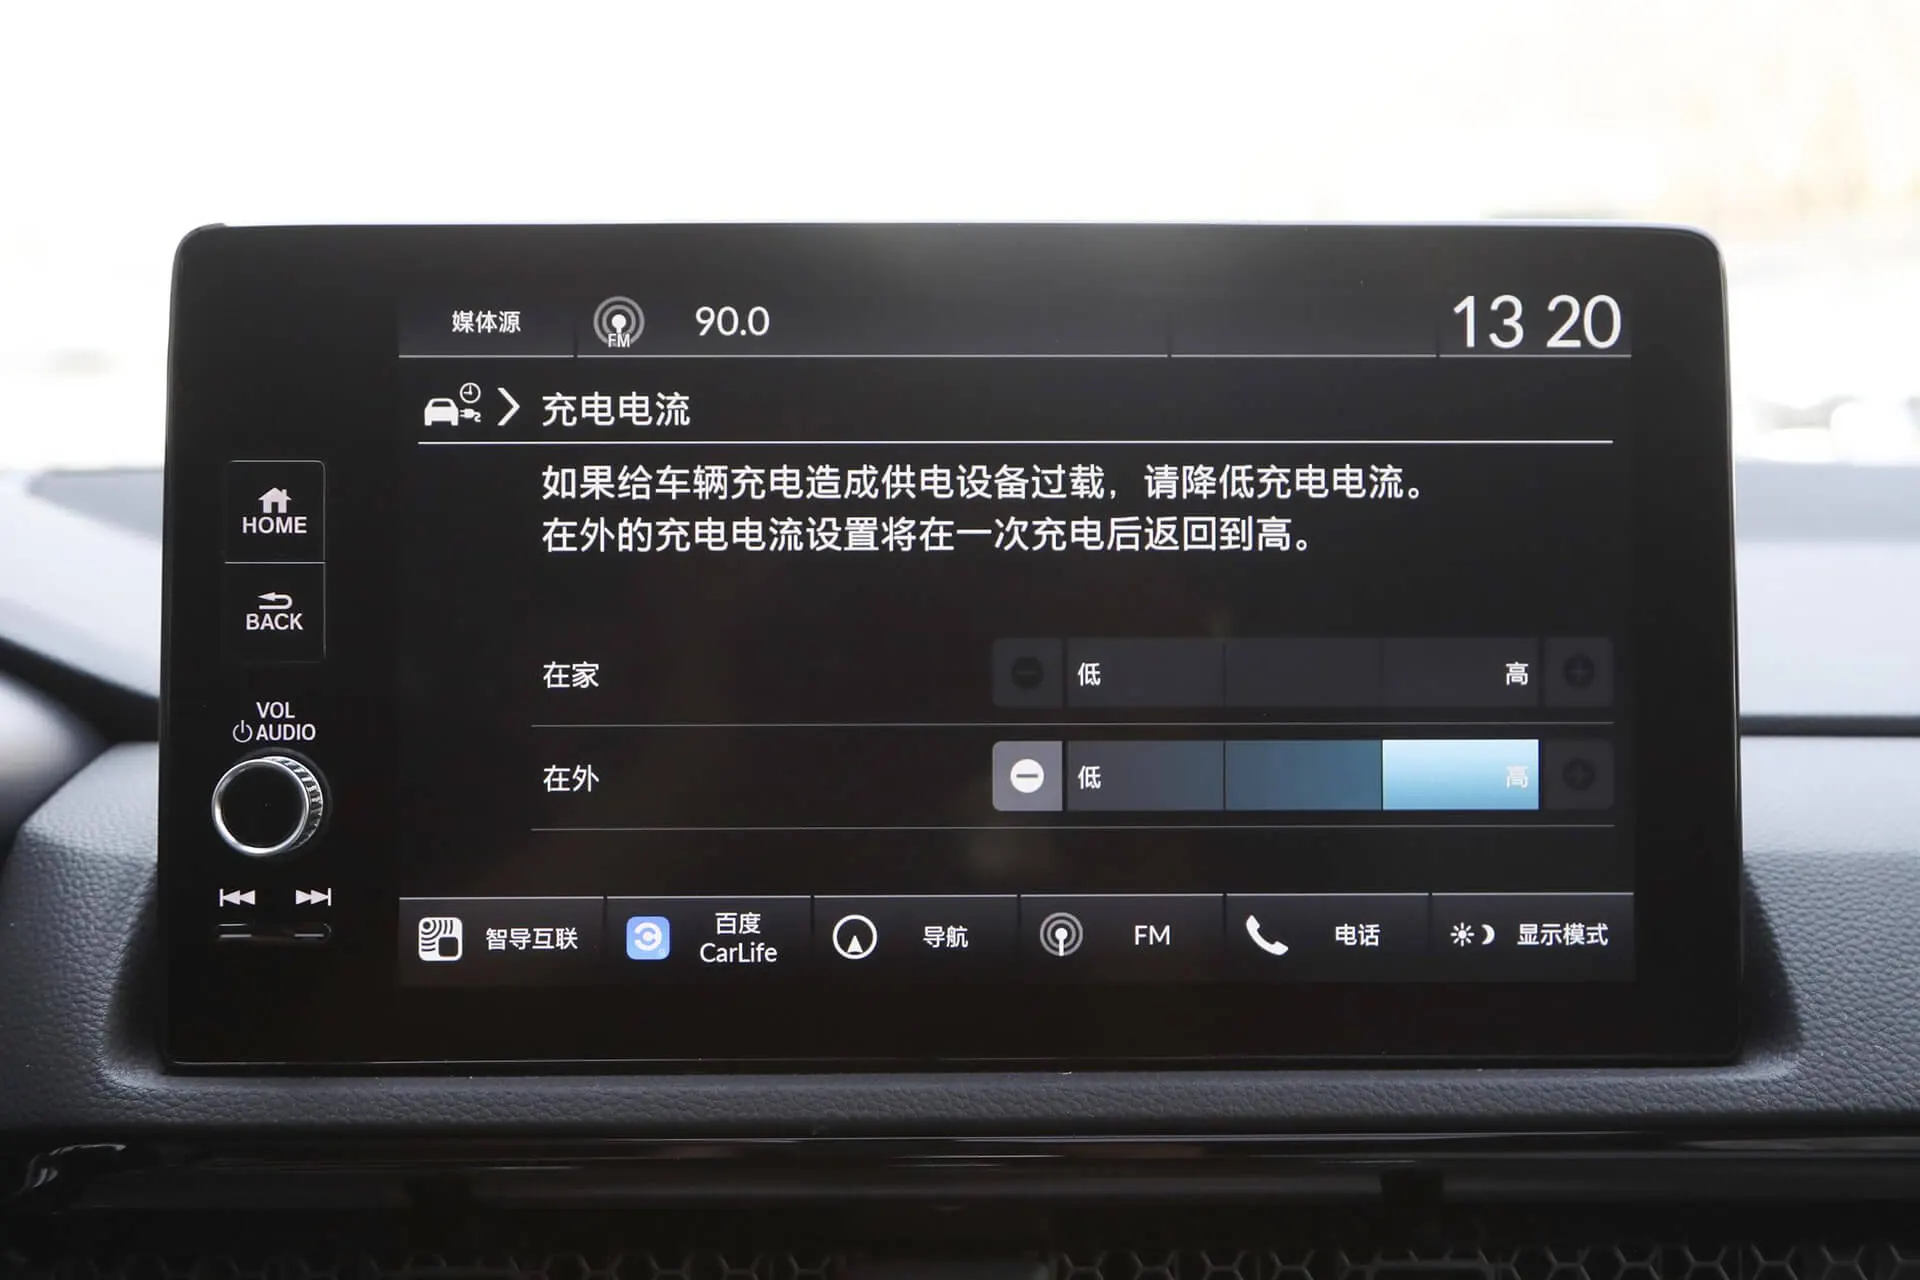 媒体源 FM 90.0 13 20
充电电流
如果给车辆充电造成供电设备过载，请降低充电电流。
在外的充电电流设置将在一次充电后返回到高。
HOME
BACK
VOL
AUDIO
在家 低 高
在外 低 高
智导互联 百度 CarLife 导航 FM 电话 显示模式